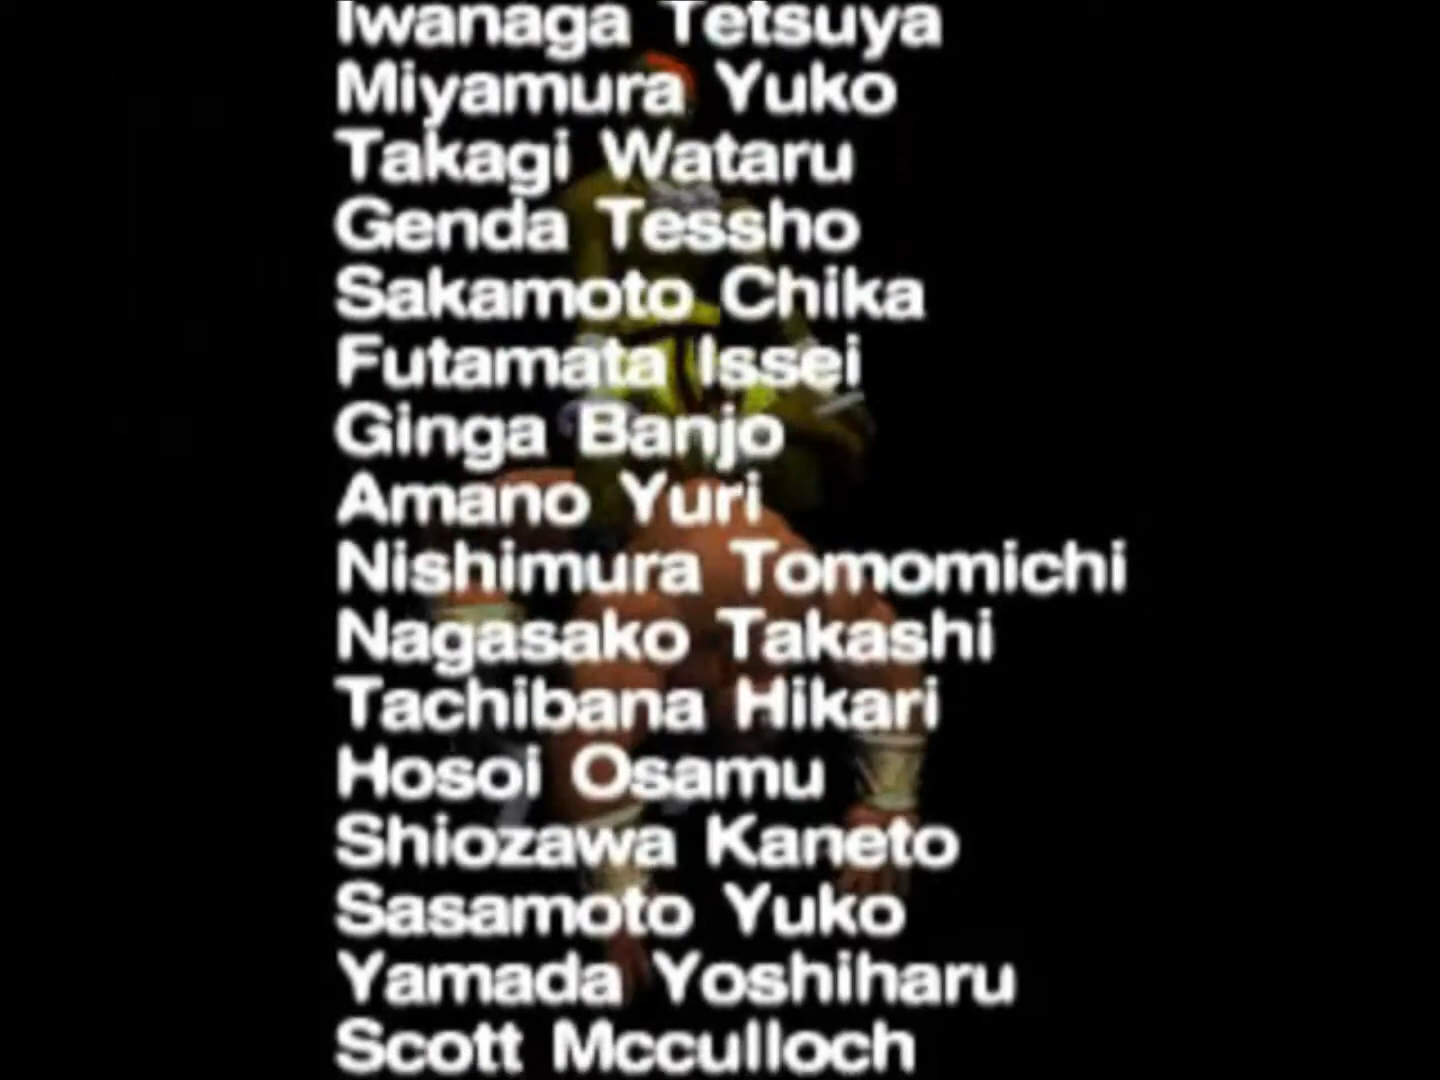 Iwanaga Tetsuya
Miyamura Yuko
Takagi Wataru
Genda Tessho
Sakamoto Chika
Futamata Issei
Ginga Banjo
Amano Yuri
Nishimura Tomomichi
Nagasako Takashi
Tachibana Hikari
Hosoi Osamu
Shiozawa Kaneto
Sasamoto Yuko
Yamada Yoshiharu
Scott Mcculloch